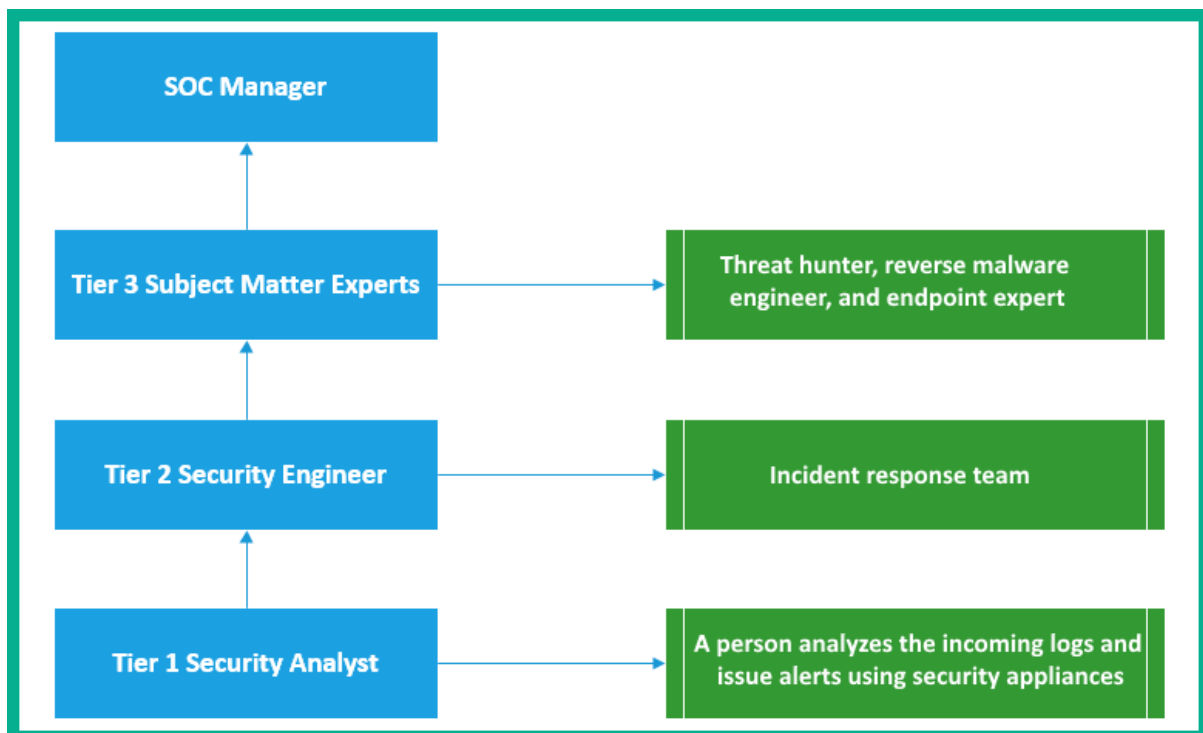 SOC Manager
Tier 3 Subject Matter Experts
Threat hunter, reverse malware
engineer, and endpoint expert
Tier 2 Security Engineer
Incident response team
Tier 1 Security Analyst
A person analyzes the incoming logs and
issue alerts using security appliances